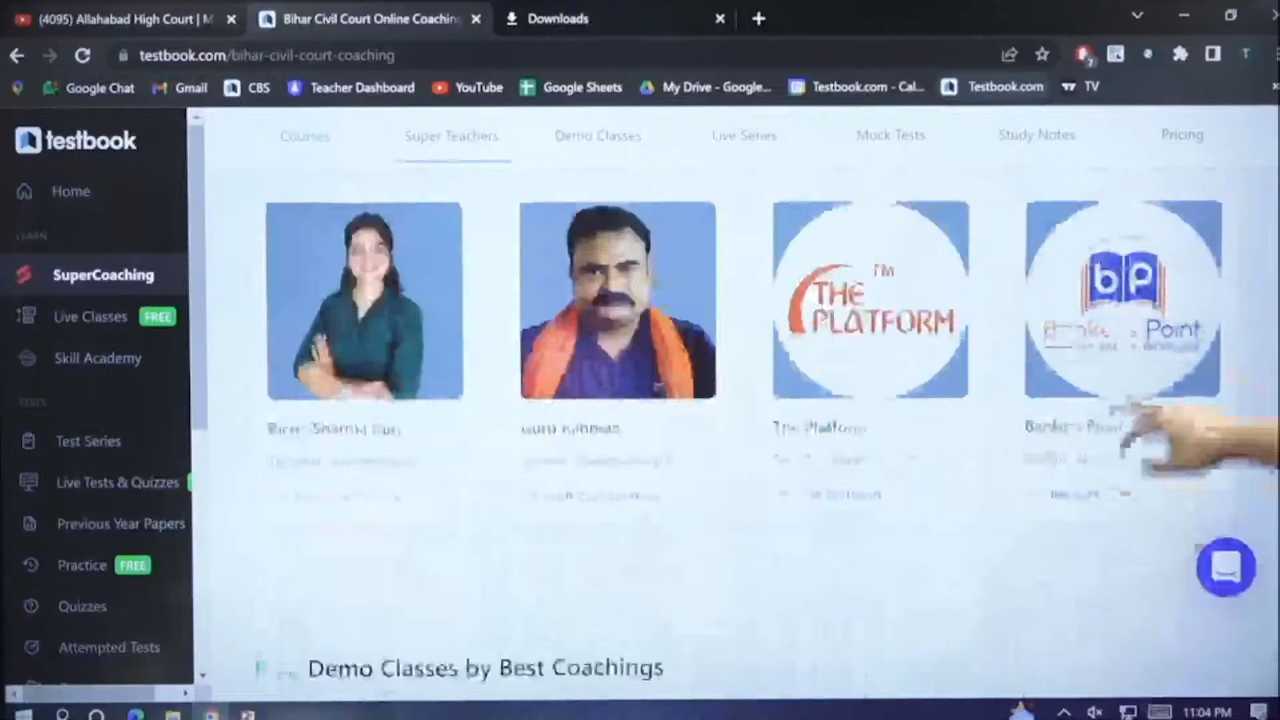 (4095) Allahabad High Court | M
Bihar Civil Court Online Coachin
Downloads
testbook.com/bihar-civil-court-coaching
Google Chat
Gmail
CBS
Teacher Dashboard
YouTube
Google Sheets
My Drive - Google...
Testbook.com - Cal...
Testbook.com
TV
testbook
Courses
Super Teachers
Demo Classes
Live Series
Mock Tests
Study Notes
Pricing
Home
LEARN
SuperCoaching
Live Classes FREE
Skill Academy
TESTS
Test Series
Live Tests & Quizzes
Previous Year Papers
Practice FREE
Quizzes
Attempted Tests
THE
PLATFORM
TM
bp
Point
The Platform
Demo Classes by Best Coachings
T
11:04 PM